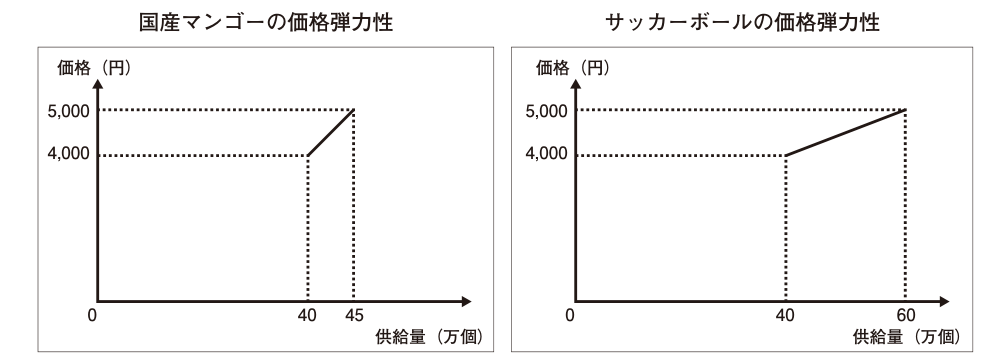 国産マンゴーの価格弾力性
価格（円）
5,000
4,000
0
40
45
供給量（万個）
サッカーボールの価格弾力性
価格（円）
5,000
4,000
0
40
60
供給量（万個）